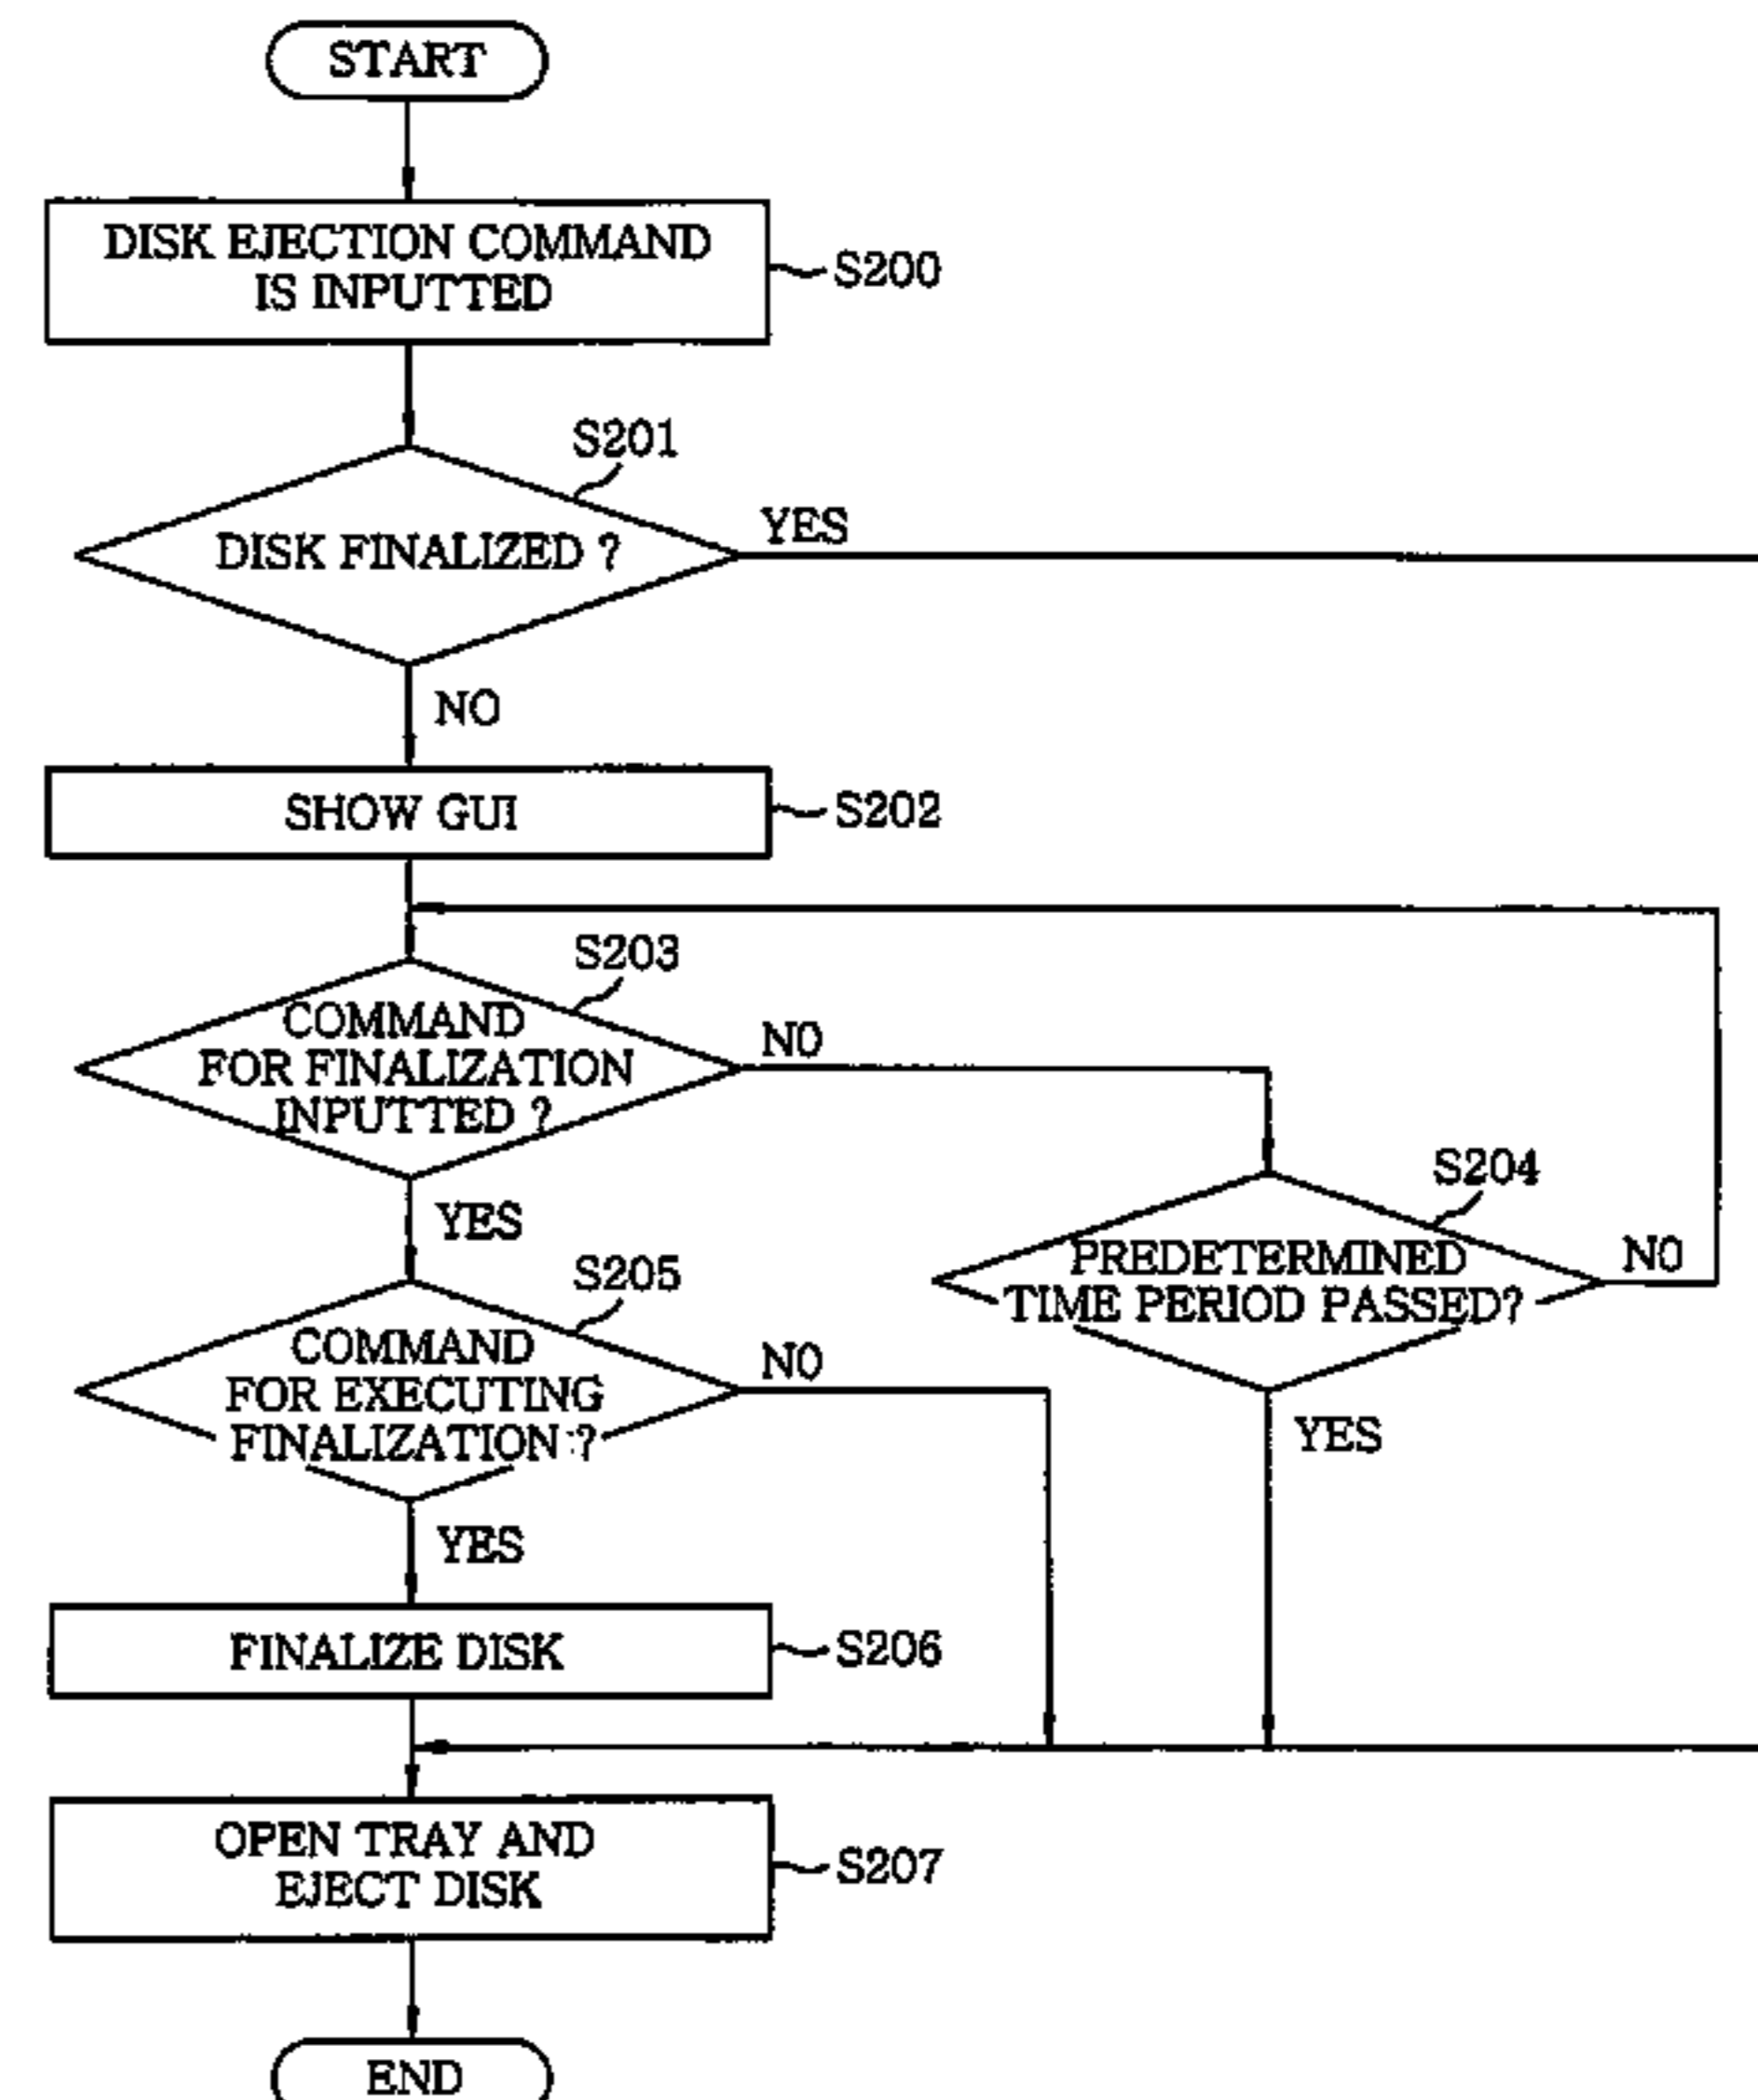 START
DISK EJECTION COMMAND
IS INPUTTED
S200
S201
DISK FINALIZED ?
YES
NO
SHOW GUI
S202
S203
COMMAND
FOR FINALIZATION
INPUTTED ?
NO
YES
S204
PREDETERMINED
TIME PERIOD PASSED?
NO
YES
S205
COMMAND
FOR EXECUTING
FINALIZATION ?
NO
YES
FINALIZE DISK
S206
OPEN TRAY AND
EJECT DISK
S207
END